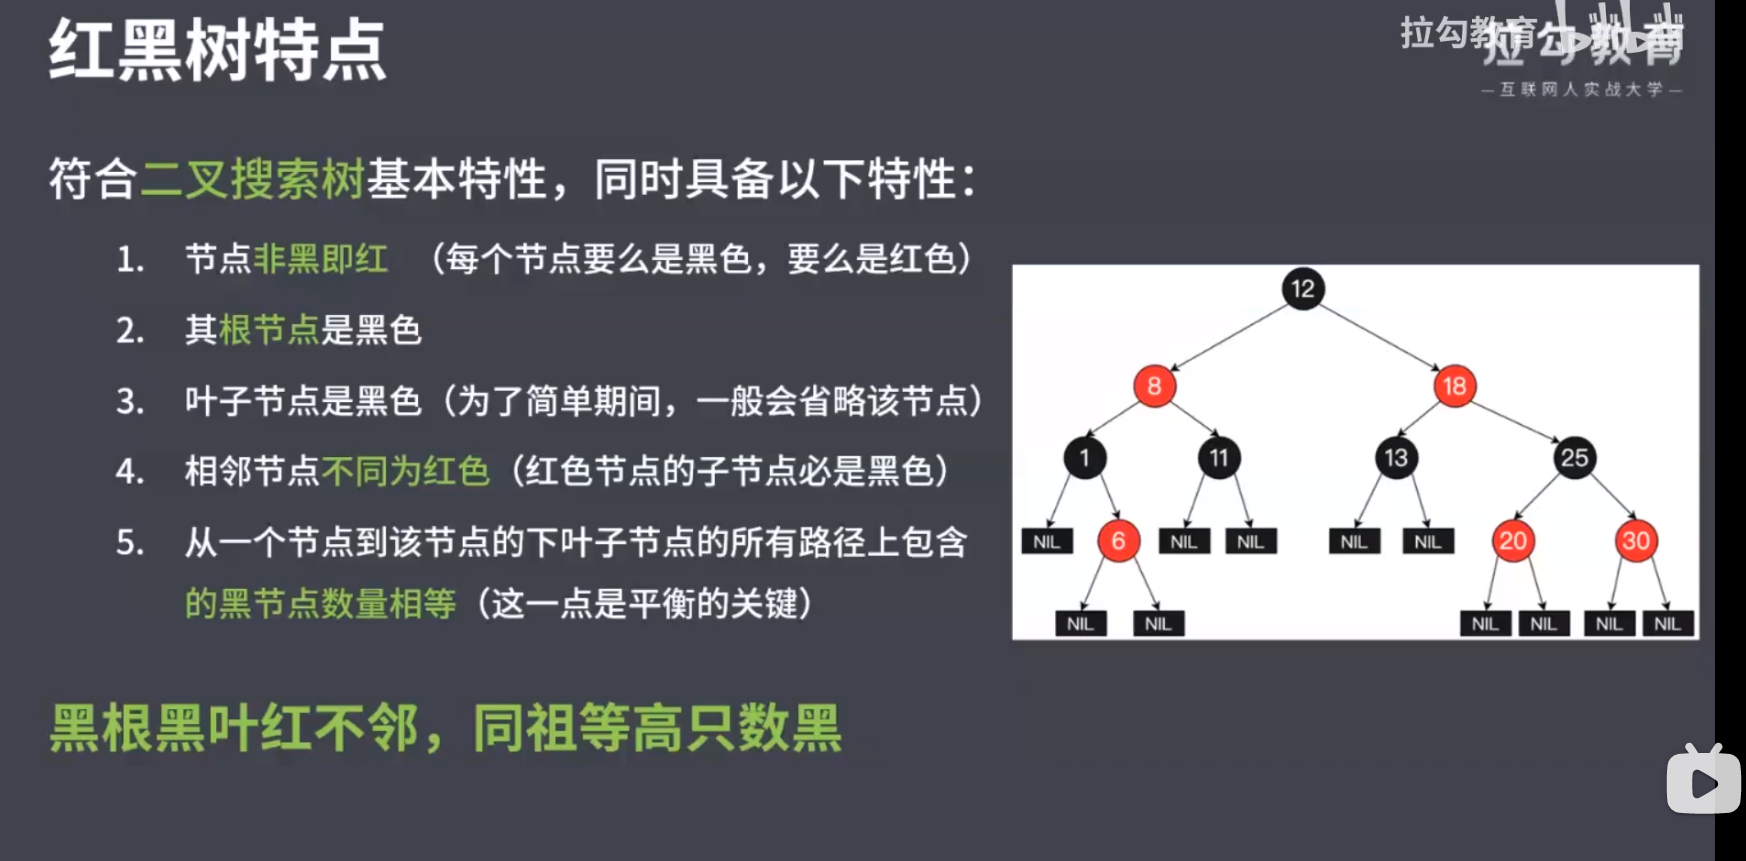 红黑树特点
拉勾教育
拉勾教育
—互联网人实战大学—
符合二叉搜索树基本特性，同时具备以下特性：
1. 节点非黑即红 （每个节点要么是黑色，要么是红色）
2. 其根节点是黑色
3. 叶子节点是黑色（为了简单期间，一般会省略该节点）
4. 相邻节点不同为红色（红色节点的子节点必是黑色）
5. 从一个节点到该节点的下叶子节点的所有路径上包含
的黑节点数量相等（这一点是平衡的关键）
黑根黑叶红不邻，同祖等高只数黑
12
8 18
1 11 13 25
NIL 6 NIL NIL NIL NIL 20 30
NIL NIL NIL NIL NIL NIL